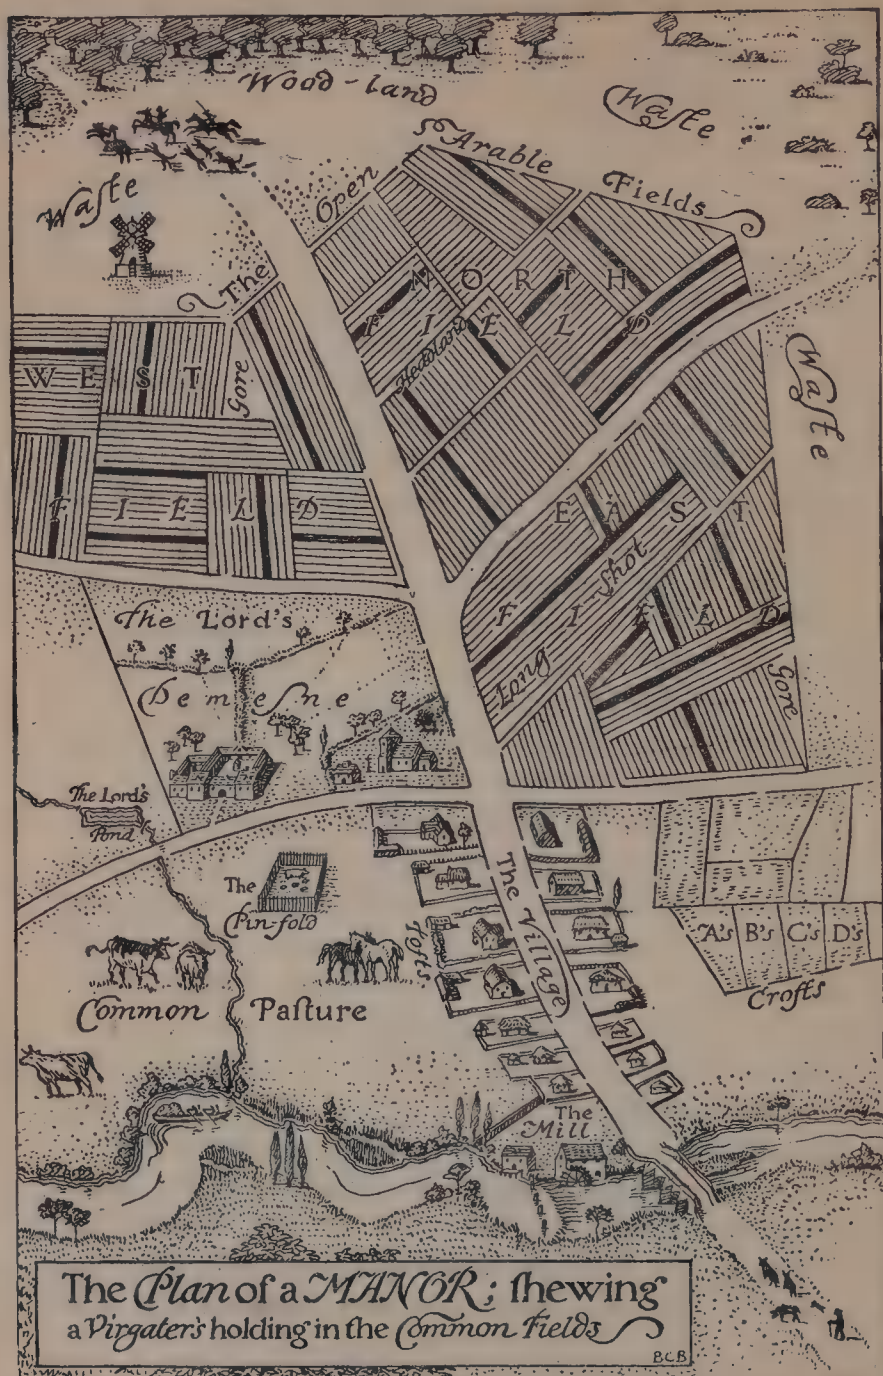 Wood-land
Waſte
Waſte
The Open Arable Fields
NORTH
FIELD
Headland
Waſte
WEST
Gore
FIELD
EAST
FIELD
Long-Shot
Gore
The Lord's
Demeſne
The Lord's
Pond
The
Pin-fold
Tofts
The Village
A's B's C's D's
Crofts
Common Paſture
The
Mill
The Plan of a MANOR; ſhewing
a Virgater's holding in the Common Fields
BCB